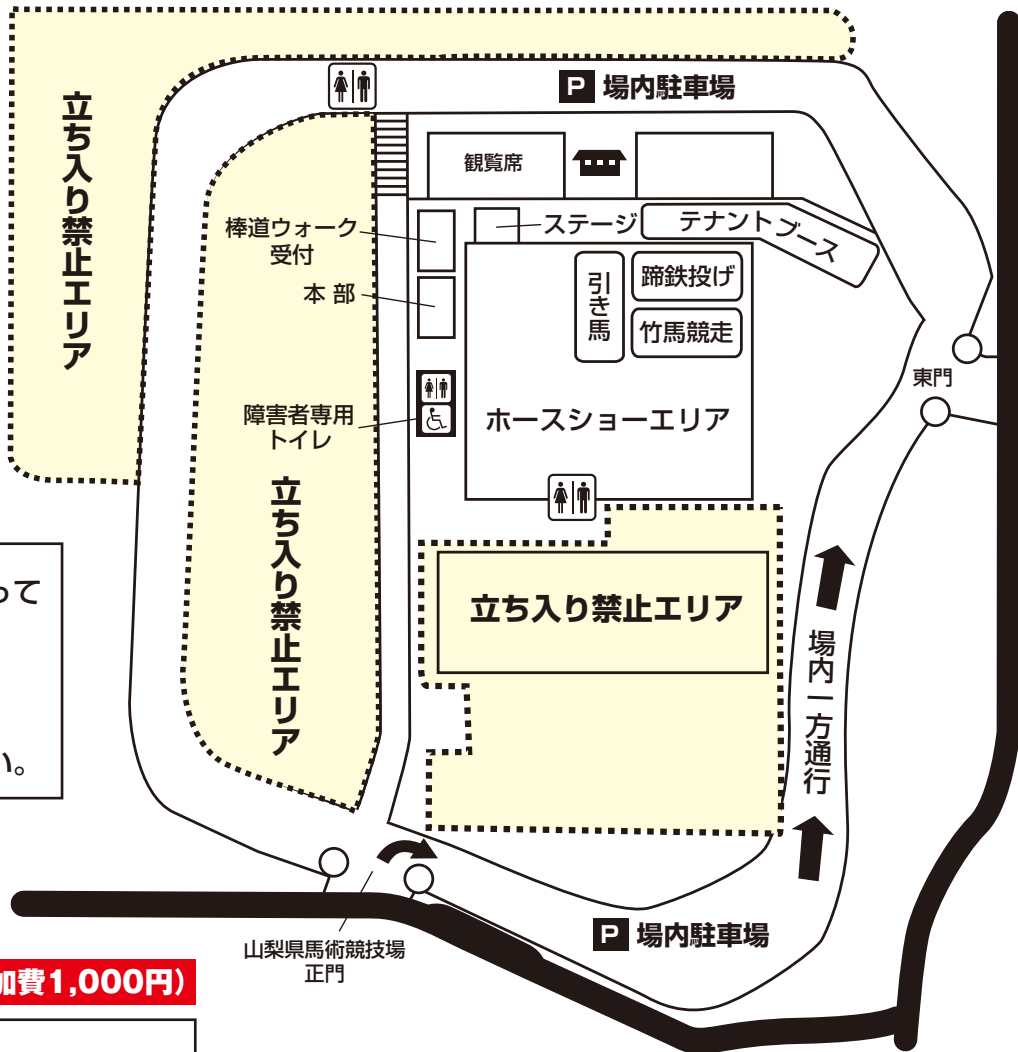 P 場内駐車場
立ち入り禁止エリア
観覧席
棒道ウォーク
受付
ステージ
テナントブース
引き馬
蹄鉄投げ
本部
竹馬競走
東門
障害者専用
トイレ
ホースショーエリア
立ち入り禁止エリア
って
立ち入り禁止エリア
場内一方通行
い。
P 場内駐車場
山梨県馬術競技場
正門
加費1,000円)